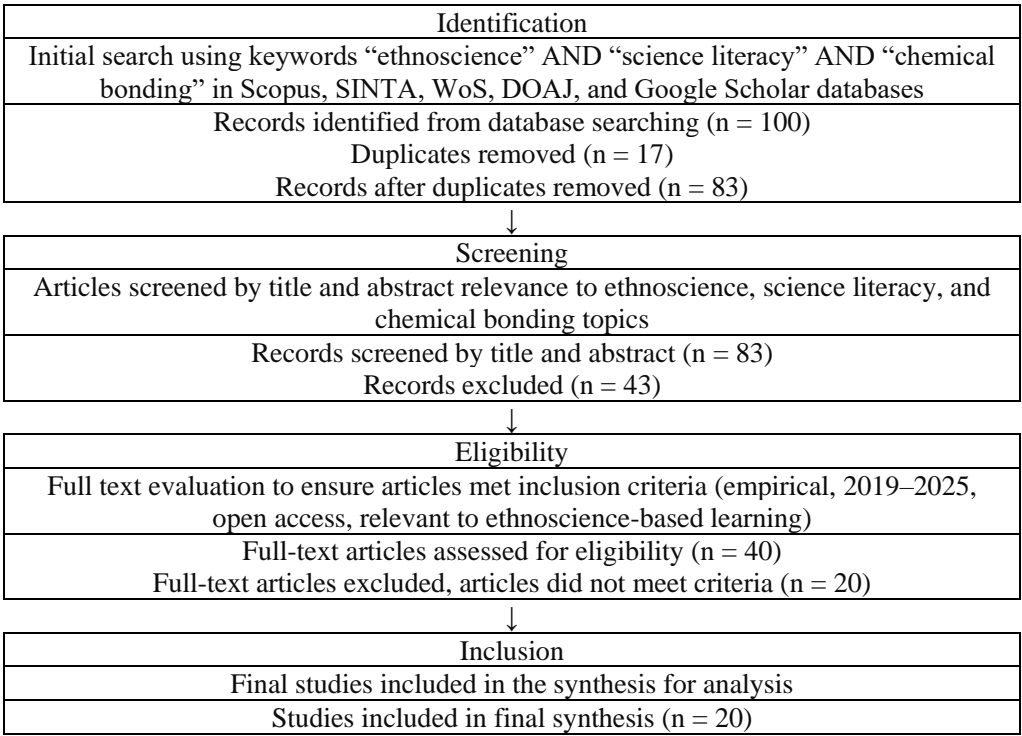 Identification
Initial search using keywords “ethnoscience” AND “science literacy” AND “chemical
bonding” in Scopus, SINTA, WoS, DOAJ, and Google Scholar databases
Records identified from database searching (n = 100)
Duplicates removed (n = 17)
Records after duplicates removed (n = 83)
↓
Screening
Articles screened by title and abstract relevance to ethnoscience, science literacy, and
chemical bonding topics
Records screened by title and abstract (n = 83)
Records excluded (n = 43)
↓
Eligibility
Full text evaluation to ensure articles met inclusion criteria (empirical, 2019–2025,
open access, relevant to ethnoscience-based learning)
Full-text articles assessed for eligibility (n = 40)
Full-text articles excluded, articles did not meet criteria (n = 20)
↓
Inclusion
Final studies included in the synthesis for analysis
Studies included in final synthesis (n = 20)